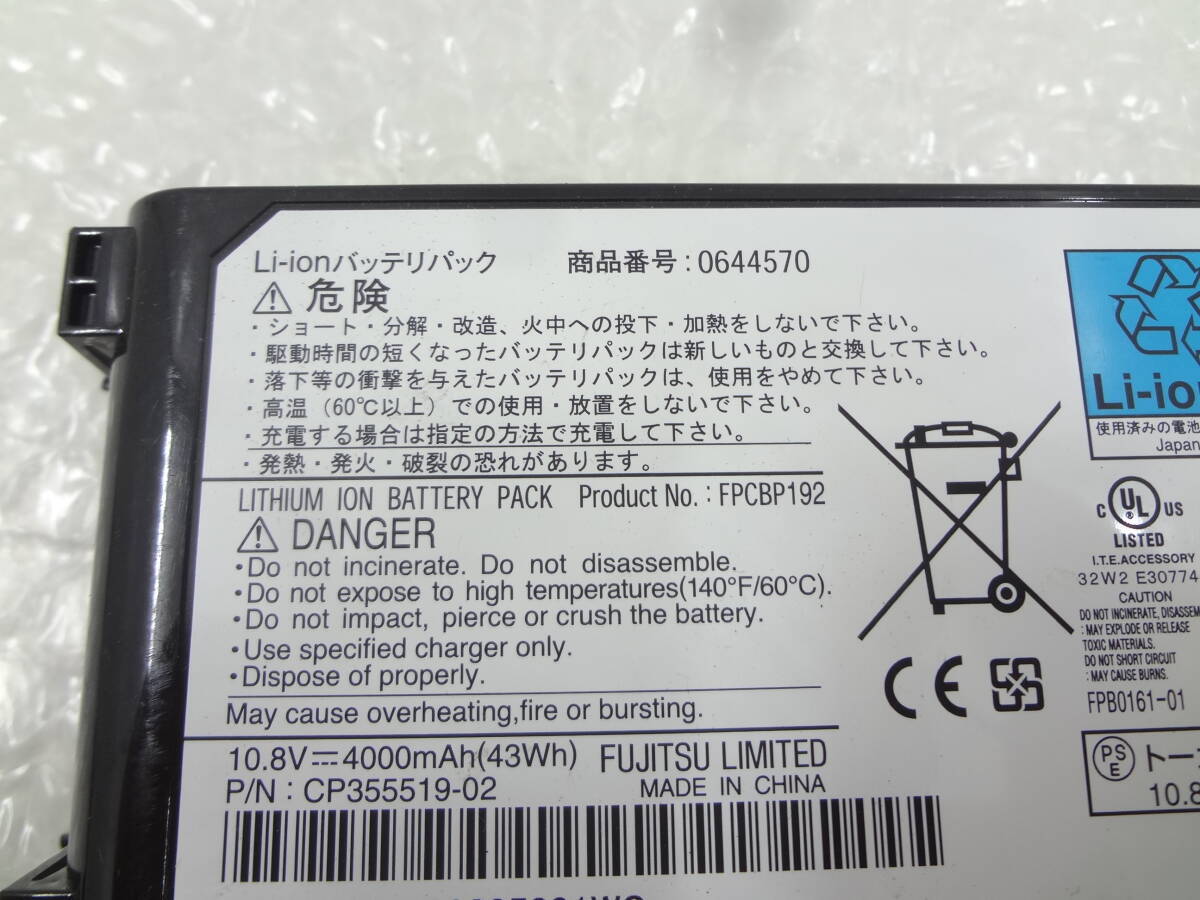 Li-ionバッテリパック 商品番号:0644570
⚠ 危険
・ショート・分解・改造、火中への投下・加熱をしないで下さい。
・駆動時間の短くなったバッテリパックは新しいものと交換して下さい。
・落下等の衝撃を与えたバッテリパックは、使用をやめて下さい。
・高温（60℃以上）での使用・放置をしないで下さい。
・充電する場合は指定の方法で充電して下さい。
・発熱・発火・破裂の恐れがあります。
LITHIUM ION BATTERY PACK Product No. : FPCBP192
⚠ DANGER
•Do not incinerate. Do not disassemble.
•Do not expose to high temperatures(140°F/60°C).
•Do not impact, pierce or crush the battery.
•Use specified charger only.
•Dispose of properly.
May cause overheating,fire or bursting.
10.8V⎓4000mAh(43Wh) FUJITSU LIMITED
P/N : CP355519-02 MADE IN CHINA
Li-io
使用済みの電池
Japan
C UL US
®
LISTED
I.T.E.ACCESSORY
32W2 E30774
CAUTION
DO NOT INCINERATE, DISASSEM
: MAY EXPLODE OR RELEASE
TOXIC MATERIALS.
DO NOT SHORT CIRCUIT
: MAY CAUSE BURNS.
FPB0161-01
CE
PS
E
トー
10.8